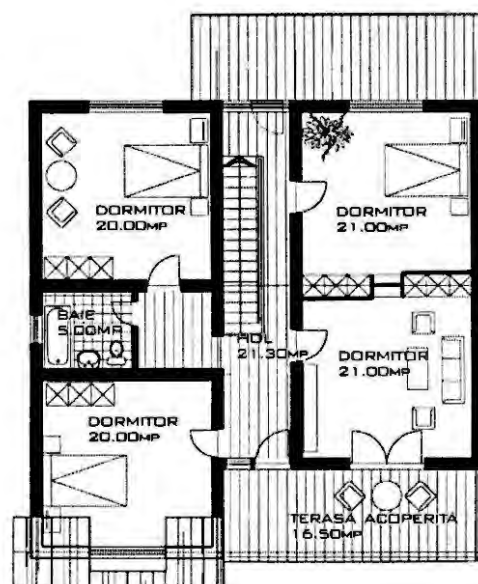 DORMITOR
20.00MP
DORMITOR
21.00MP
BAIE
5.00MP
HOL
21.30MP
DORMITOR
21.00MP
DORMITOR
20.00MP
TERASA ACOPERITA
16.50MP